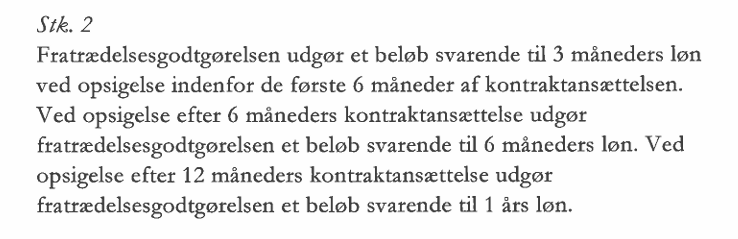 Stk. 2
Fratrædelsesgodtgørelsen udgør et beløb svarende til 3 måneders løn
ved opsigelse indenfor de første 6 måneder af kontraktansættelsen.
Ved opsigelse efter 6 måneders kontraktansættelse udgør
fratrædelsesgodtgørelsen et beløb svarende til 6 måneders løn. Ved
opsigelse efter 12 måneders kontraktansættelse udgør
fratrædelsesgodtgørelsen et beløb svarende til 1 års løn.